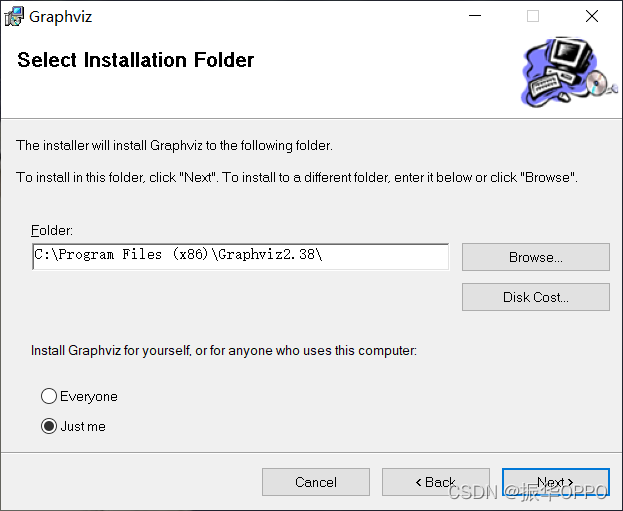 Graphviz
Select Installation Folder
The installer will install Graphviz to the following folder.
To install in this folder, click "Next". To install to a different folder, enter it below or click "Browse".
Folder:
C:\Program Files (x86)\Graphviz2.38\
Browse...
Disk Cost...
Install Graphviz for yourself, or for anyone who uses this computer:
Everyone
Just me
Cancel
< Back
Next >
CSDN @振华OPPO